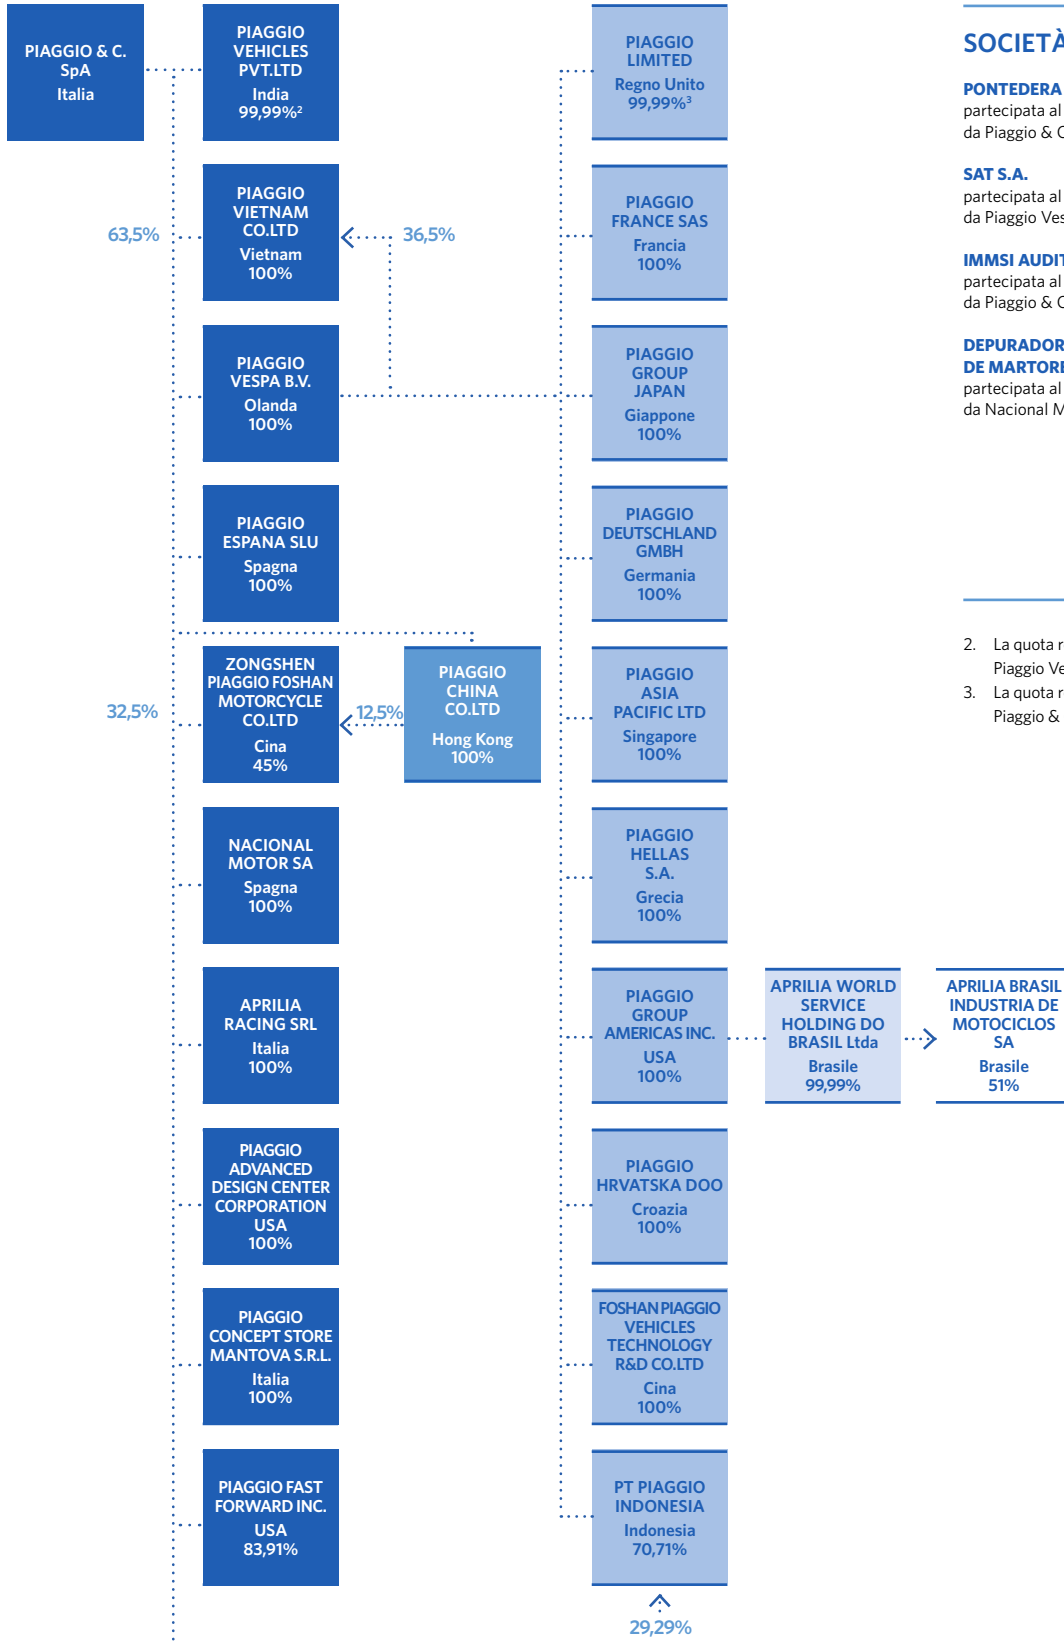 PIAGGIO & C.
SpA
Italia
PIAGGIO
VEHICLES
PVT.LTD
India
99,99%²
63,5%
PIAGGIO
VIETNAM
CO.LTD
Vietnam
100%
36,5%
PIAGGIO
VESPA B.V.
Olanda
100%
PIAGGIO
ESPANA SLU
Spagna
100%
32,5%
ZONGSHEN
PIAGGIO FOSHAN
MOTORCYCLE
CO.LTD
Cina
45%
12,5%
PIAGGIO
CHINA
CO.LTD
Hong Kong
100%
NACIONAL
MOTOR SA
Spagna
100%
APRILIA
RACING SRL
Italia
100%
PIAGGIO
ADVANCED
DESIGN CENTER
CORPORATION
USA
100%
PIAGGIO
CONCEPT STORE
MANTOVA S.R.L.
Italia
100%
PIAGGIO FAST
FORWARD INC.
USA
83,91%
PIAGGIO
LIMITED
Regno Unito
99,99%³
PIAGGIO
FRANCE SAS
Francia
100%
PIAGGIO
GROUP
JAPAN
Giappone
100%
PIAGGIO
DEUTSCHLAND
GMBH
Germania
100%
PIAGGIO
ASIA
PACIFIC LTD
Singapore
100%
PIAGGIO
HELLAS
S.A.
Grecia
100%
PIAGGIO
GROUP
AMERICAS INC.
USA
100%
APRILIA WORLD
SERVICE
HOLDING DO
BRASIL Ltda
Brasile
99,99%
APRILIA BRASIL
INDUSTRIA DE
MOTOCICLOS
SA
Brasile
51%
PIAGGIO
HRVATSKA DOO
Croazia
100%
FOSHAN PIAGGIO
VEHICLES
TECHNOLOGY
R&D CO.LTD
Cina
100%
PT PIAGGIO
INDONESIA
Indonesia
70,71%
29,29%
SOCIETÀ
PONTEDERA
partecipata al
da Piaggio &
SAT S.A.
partecipata al
da Piaggio
IMMSI
partecipata al
da Piaggio &
DE
partecipata al
da Nacional
2. La quota
Piaggio
3. La quota
Piaggio &